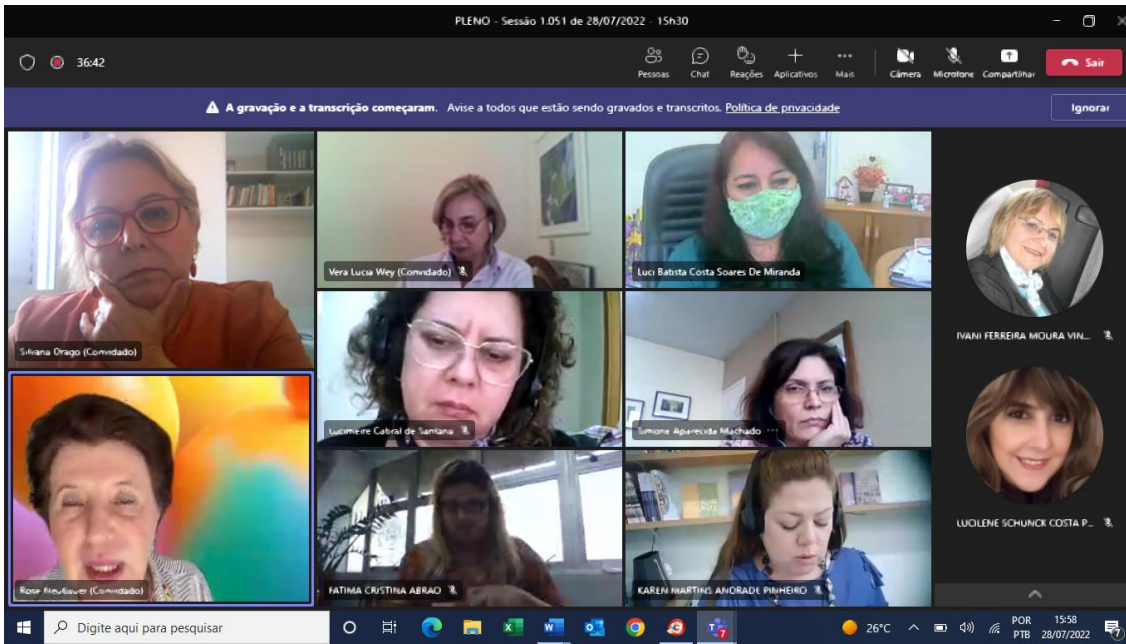 PLENO - Sessão 1.051 de 28/07/2022 - 15h30
36:42
Pessoas Chat Reações Aplicativos Mais Câmera Microfone Compartilhar Sair
A gravação e a transcrição começaram. Avise a todos que estão sendo gravados e transcritos. Política de privacidade Ignorar
Silvana Drago (Convidado)
Vera Lucia Wey (Convidado)
Luci Batista Costa Soares De Miranda
IVANI FERREIRA MOURA VIN...
Lucimeire Cabral de Santana
Simone Aparecida Machado ...
LUCILENE SCHUNCK COSTA P...
Rose Neubauer (Convidado)
FATIMA CRISTINA ABRAO
KAREN MARTINS ANDRADE PINHEIRO
Digite aqui para pesquisar
26°C
POR
PTB
15:58
28/07/2022
7
7